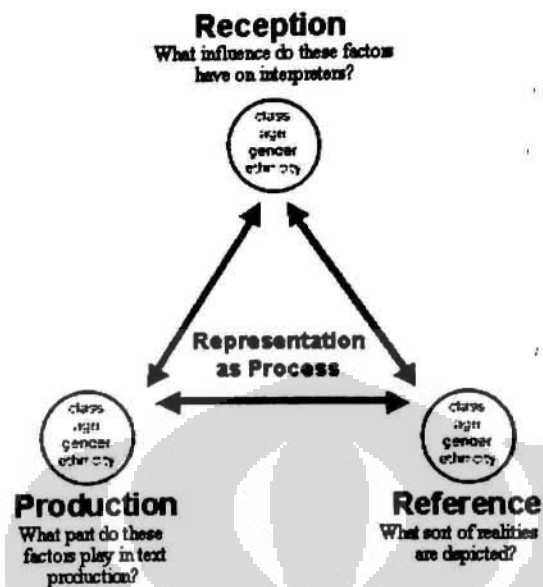 Reception
What influence do these factors
have on interpreters?
class
age
gender
ethnicity
Representation
as Process
class
age
gender
ethnicity
Production
What part do these
factors play in text
production?
class
age
gender
ethnicity
Reference
What sort of realities
are depicted?